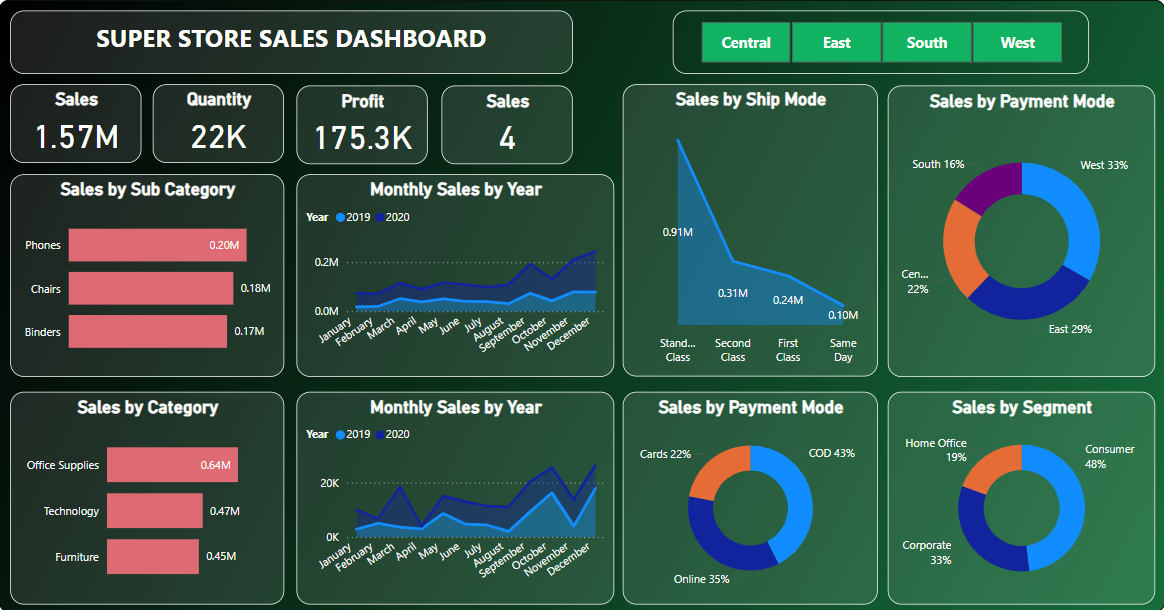 SUPER STORE SALES DASHBOARD
Central
East
South
West
Sales
1.57M
Quantity
22K
Profit
175.3K
Sales
4
Sales by Sub Category
Phones
0.20M
Chairs
0.18M
Binders
0.17M
Monthly Sales by Year
Year 2019 2020
0.2M
0.0M
January
February
March
April
May
June
July
August
September
October
November
December
Sales by Ship Mode
0.91M
0.31M
0.24M
0.10M
Stand...
Class
Second
Class
First
Class
Same
Day
Sales by Payment Mode
South 16%
West 33%
Cen...
22%
East 29%
Sales by Category
Office Supplies
0.64M
Technology
0.47M
Furniture
0.45M
Monthly Sales by Year
Year 2019 2020
20K
0K
January
February
March
April
May
June
July
August
September
October
November
December
Sales by Payment Mode
Cards 22%
COD 43%
Online 35%
Sales by Segment
Home Office
19%
Consumer
48%
Corporate
33%